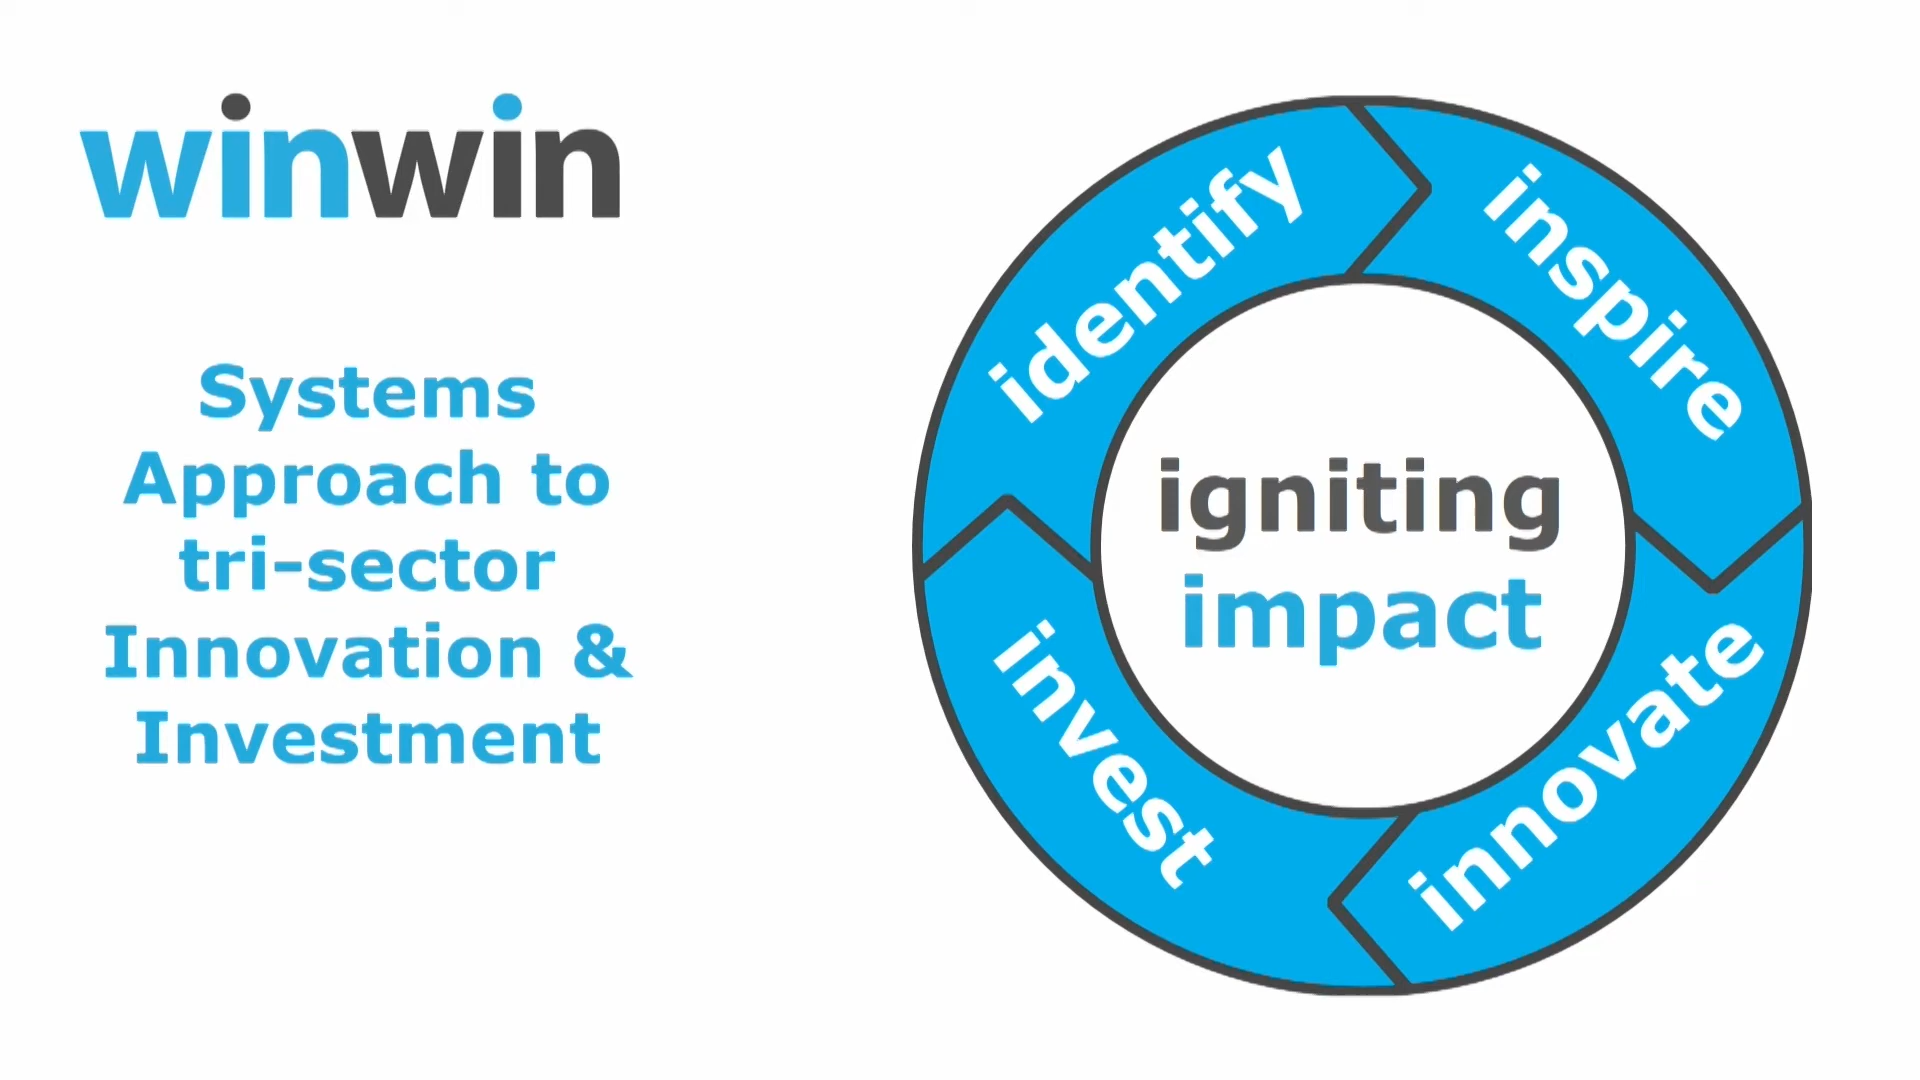 winwin
Systems
Approach to
tri-sector
Innovation &
Investment
identify
inspire
igniting
impact
invest
innovate